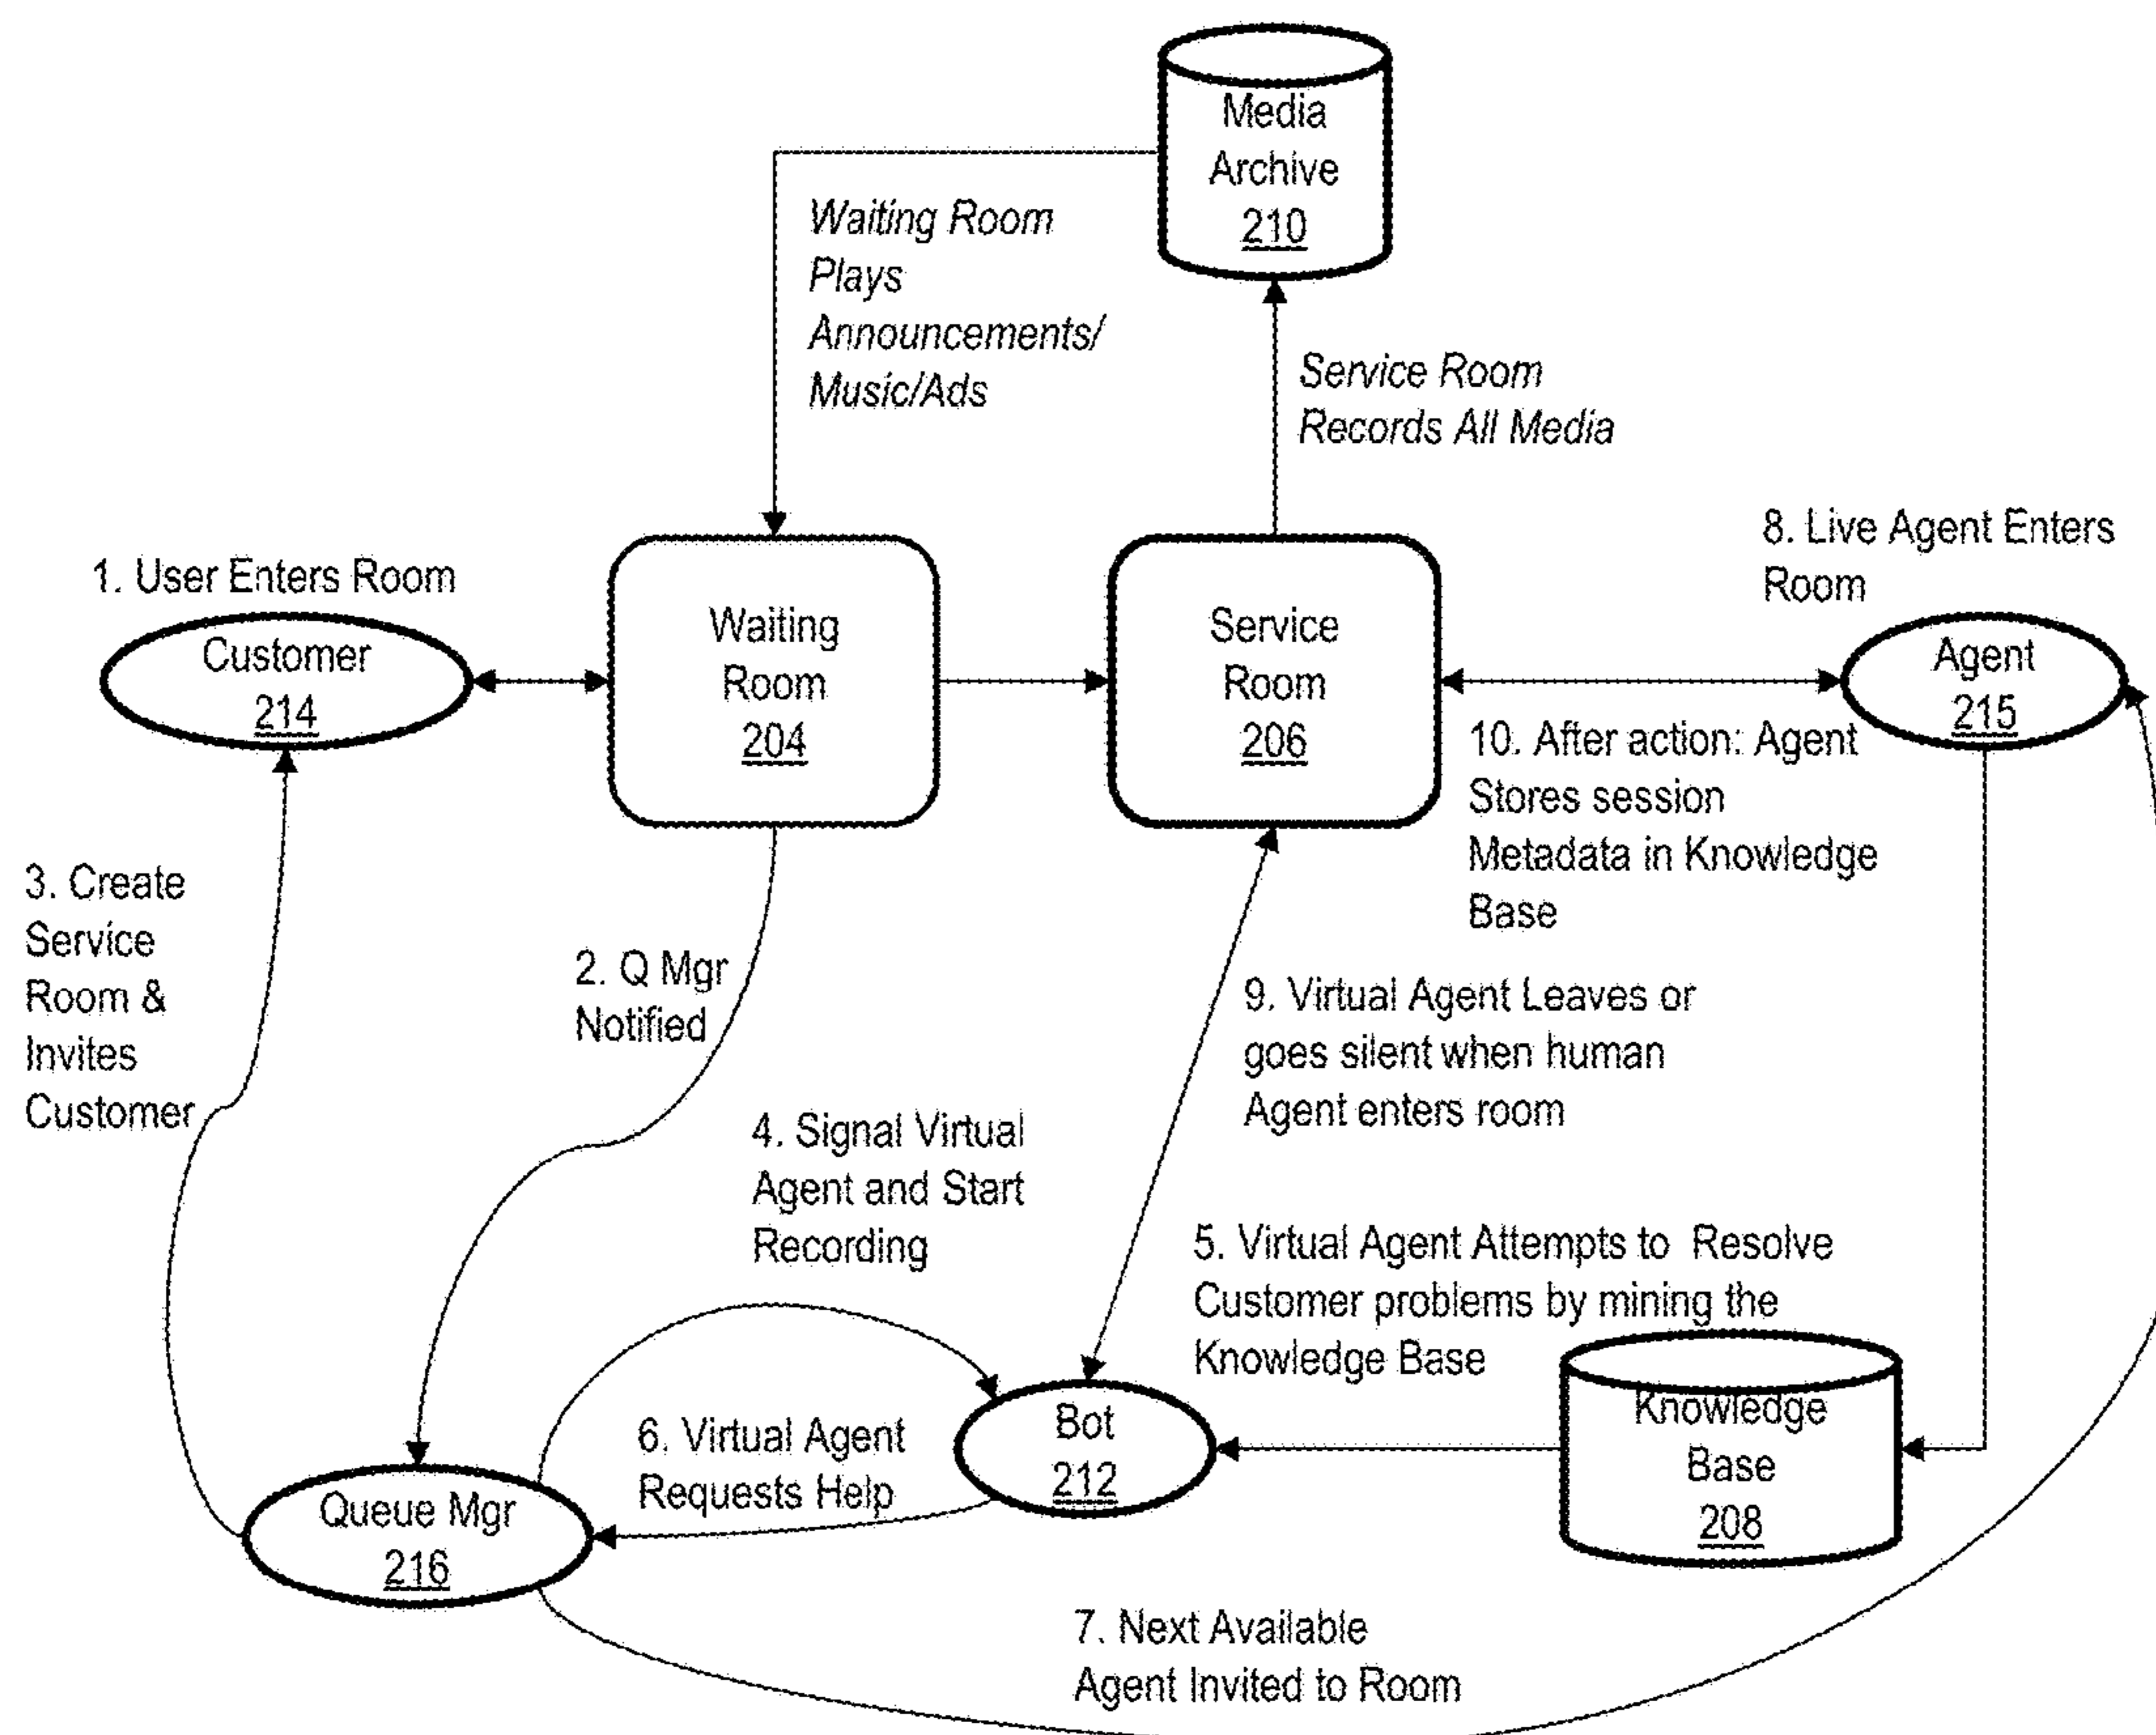 Media
Archive
210
Waiting Room
Plays
Announcements/
Music/Ads
Service Room
Records All Media
8. Live Agent Enters
Room
1. User Enters Room
Customer
214
Waiting
Room
204
Service
Room
206
Agent
215
10. After action: Agent
Stores session
Metadata in Knowledge
Base
3. Create
Service
Room &
Invites
Customer
2. Q Mgr
Notified
9. Virtual Agent Leaves or
goes silent when human
Agent enters room
4. Signal Virtual
Agent and Start
Recording
5. Virtual Agent Attempts to Resolve
Customer problems by mining the
Knowledge Base
6. Virtual Agent
Requests Help
Bot
212
Knowledge
Base
208
Queue Mgr
216
7. Next Available
Agent Invited to Room